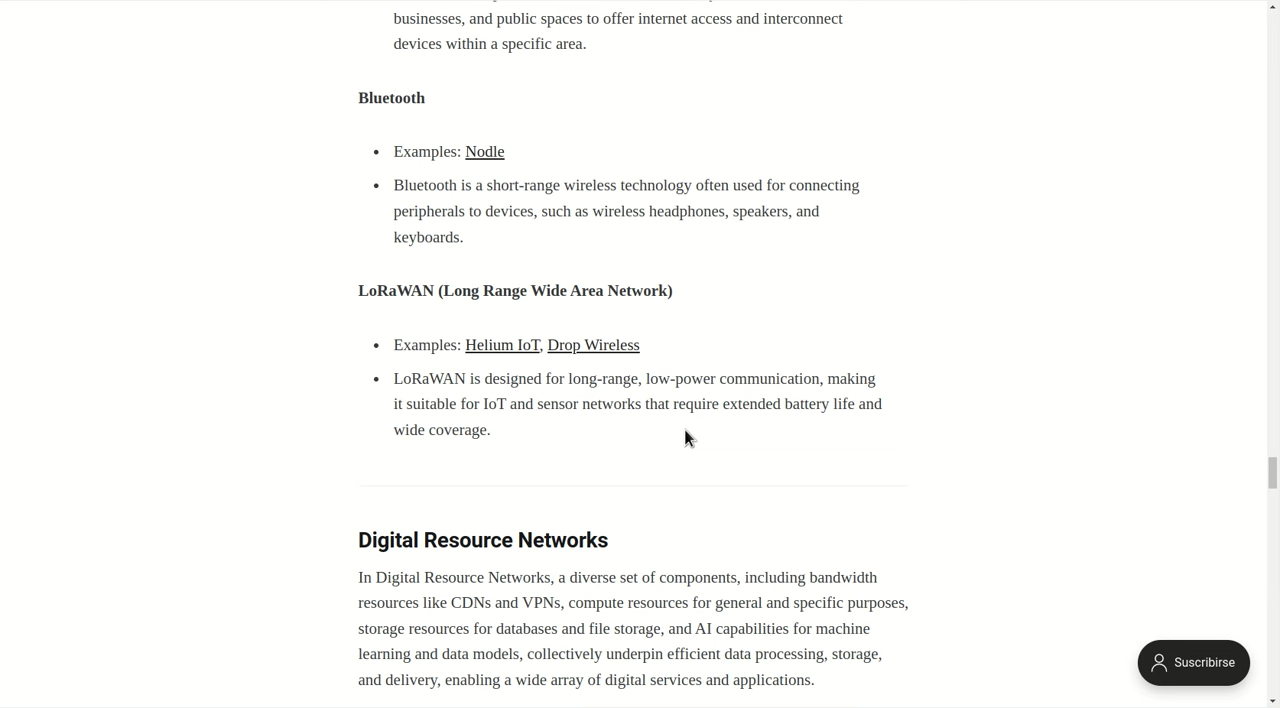 businesses, and public spaces to offer internet access and interconnect
devices within a specific area.
Bluetooth
• Examples: Nodle
• Bluetooth is a short-range wireless technology often used for connecting
peripherals to devices, such as wireless headphones, speakers, and
keyboards.
LoRaWAN (Long Range Wide Area Network)
• Examples: Helium IoT, Drop Wireless
• LoRaWAN is designed for long-range, low-power communication, making
it suitable for IoT and sensor networks that require extended battery life and
wide coverage.
Digital Resource Networks
In Digital Resource Networks, a diverse set of components, including bandwidth
resources like CDNs and VPNs, compute resources for general and specific purposes,
storage resources for databases and file storage, and AI capabilities for machine
learning and data models, collectively underpin efficient data processing, storage,
and delivery, enabling a wide array of digital services and applications.
Suscribirse